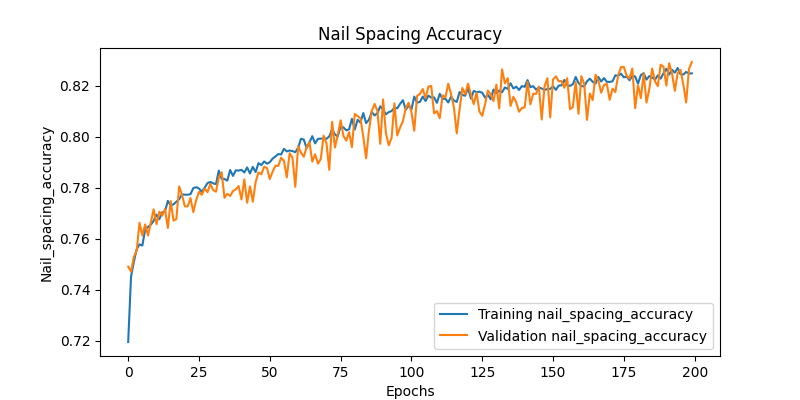 Nail Spacing Accuracy
Nail_spacing_accuracy
0.82
0.80
0.78
0.76
0.74
0.72
Training nail_spacing_accuracy
Validation nail_spacing_accuracy
0 25 50 75 100 125 150 175 200
Epochs